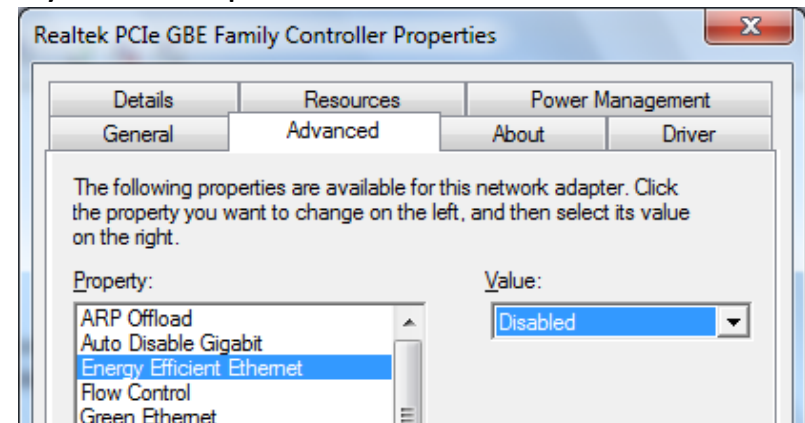 Realtek PCIe GBE Family Controller Properties
Details Resources Power Management
General Advanced About Driver
The following properties are available for this network adapter. Click
the property you want to change on the left, and then select its value
on the right.
Property: Value:
ARP Offload Disabled
Auto Disable Gigabit
Energy Efficient Ethernet
Flow Control
Green Ethernet